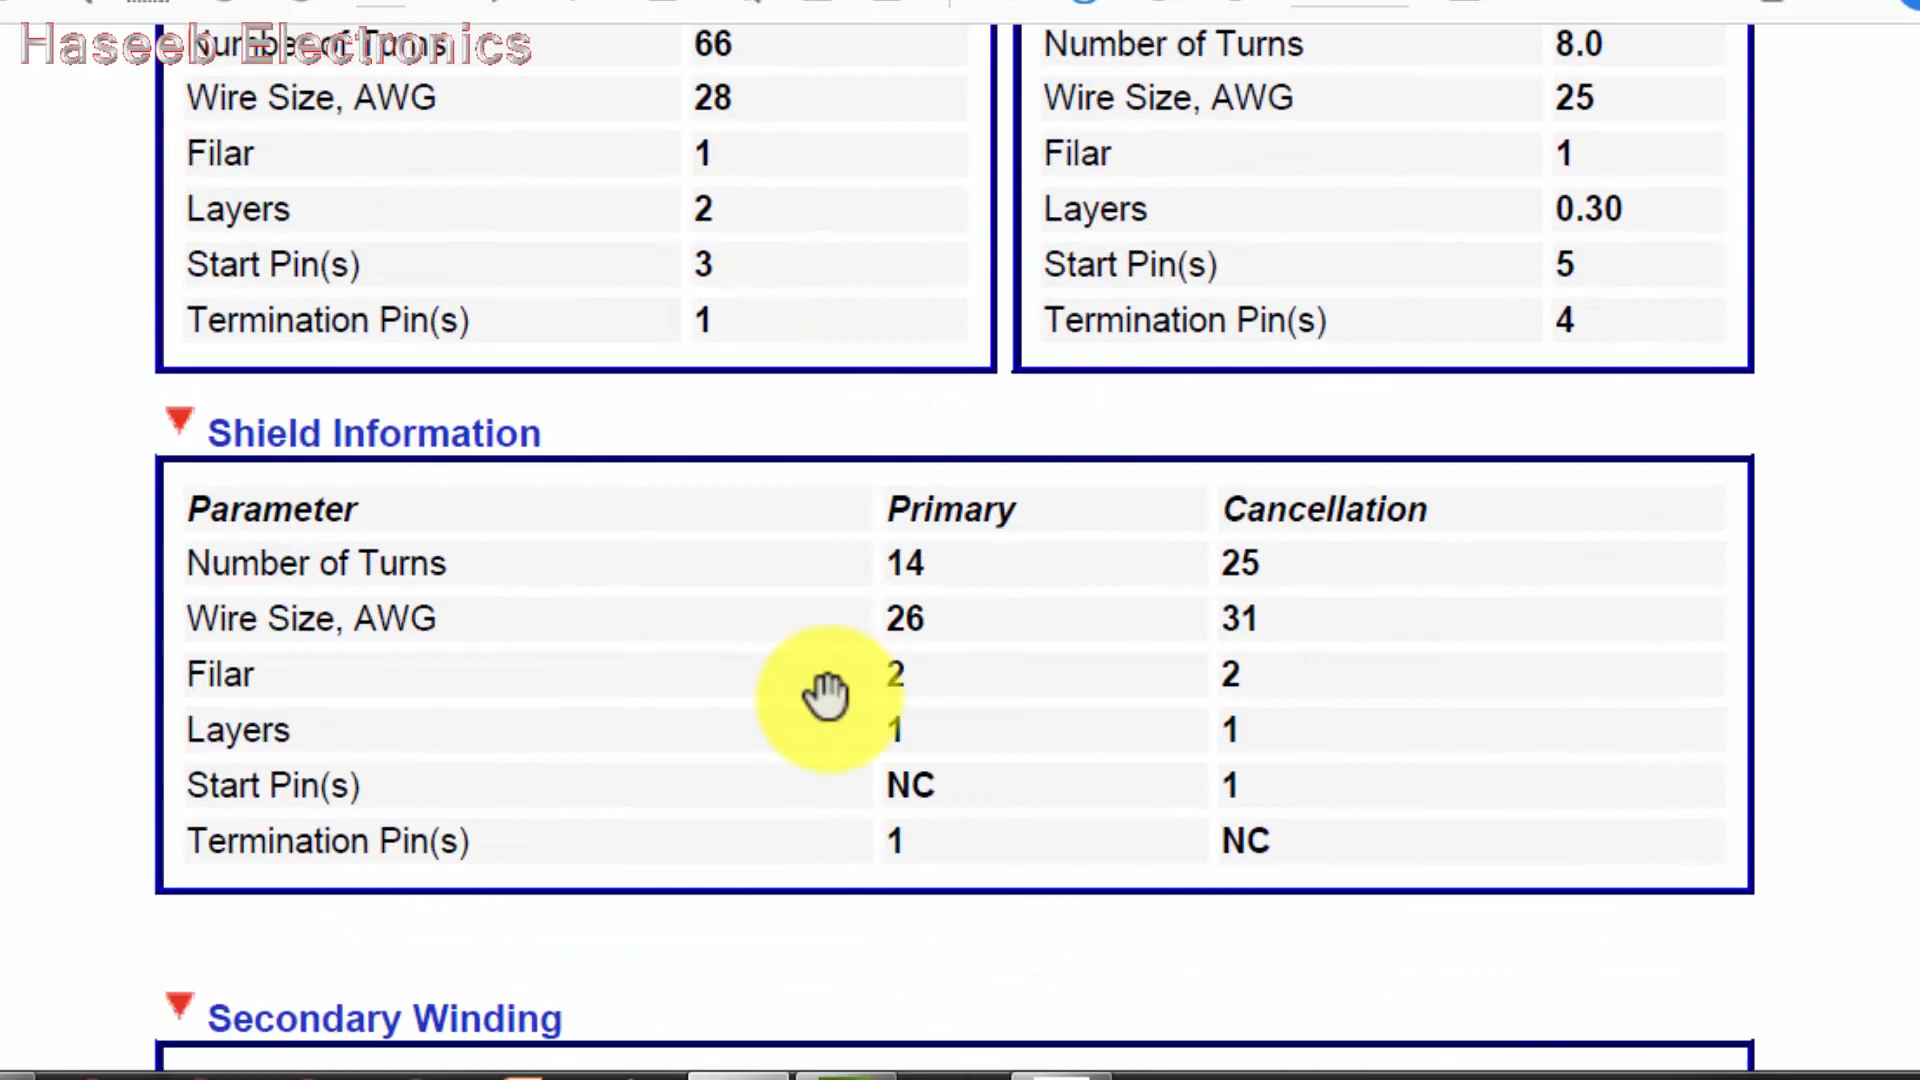 Haseeb Electronics
Number of Turns 66
Wire Size, AWG 28
Filar 1
Layers 2
Start Pin(s) 3
Termination Pin(s) 1
Number of Turns 8.0
Wire Size, AWG 25
Filar 1
Layers 0.30
Start Pin(s) 5
Termination Pin(s) 4
Shield Information
Parameter Primary Cancellation
Number of Turns 14 25
Wire Size, AWG 26 31
Filar 2 2
Layers 1 1
Start Pin(s) NC 1
Termination Pin(s) 1 NC
Secondary Winding